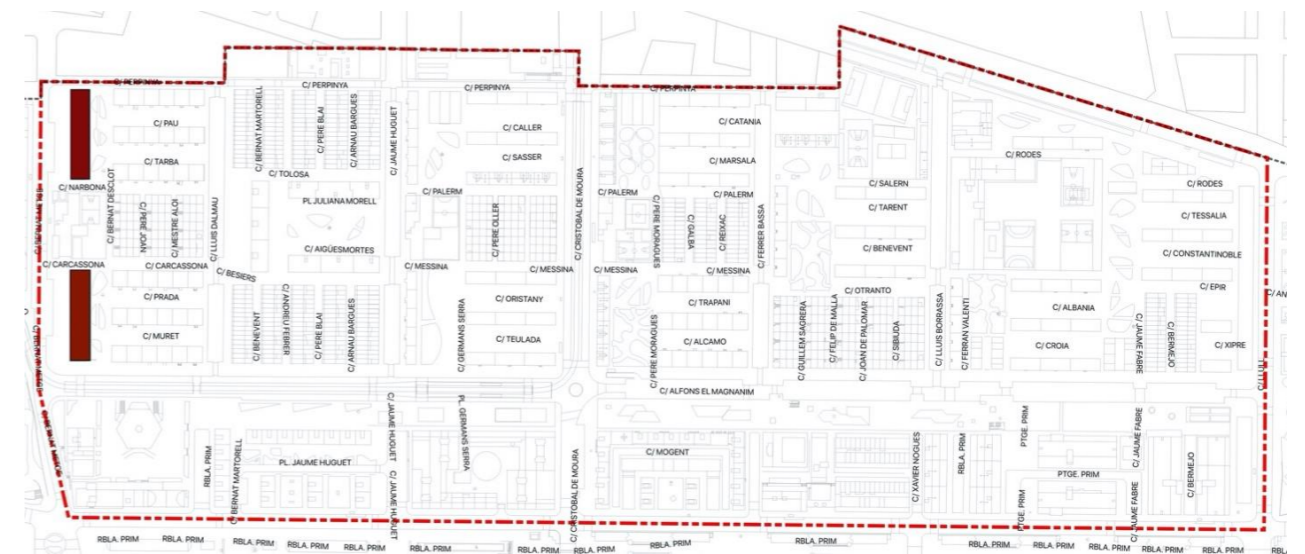 C/ PERPINYA
C/ PERPINYA
C/ PERPINYA
C/ PERPINYA
C/ PAU
C/ TARBA
C/ NARBONA
C/ BERNAT DESCLOT
C/ PERE JOAN
C/ MESTRE ALOI
C/ LLUIS DALMAU
C/ CARCASSONA
C/ CARCASSONA
C/ PRADA
C/ MURET
C/ BERNAT MARTORELL
C/ PERE BLAI
C/ ARNAU BARGUES
C/ JAUME HUGUET
C/ TOLOSA
PL JULIANA MORELL
C/ AIGÜESMORTES
C/ BESIERS
C/ BENEVENT
C/ ANDREU FEBRER
C/ PERE BLAI
C/ ARNAU BARGUES
C/ CALLER
C/ SASSER
C/ PALERM
C/ PERE OLLER
C/ CRISTOBAL DE MOURA
C/ MESSINA
C/ MESSINA
C/ ORISTANY
C/ TEULADA
C/ GERMANS SERRA
C/ CATANIA
C/ MARSALA
C/ PALERM
C/ PALERM
C/ PERE MORAGUES
C/ GALBA
C/ REIXAC
C/ FERRER BASSA
C/ MESSINA
C/ MESSINA
C/ TRAPANI
C/ ALCAMO
C/ PERE MORAGUES
C/ ALFONS EL MAGNANIM
C/ SALERN
C/ TARENT
C/ BENEVENT
C/ OTRANTO
C/ GUILLEM SAGRERA
C/ FELIP DE MALLA
C/ JOAN DE PALOMAR
C/ SIBIUDA
C/ LLUIS BORRASSA
C/ FERRAN VALENTI
C/ RODES
C/ RODES
C/ TESSALIA
C/ CONSTANTINOBLE
C/ EPIR
C/ ALBANIA
C/ CROIA
C/ JAUME FABRE
C/ BERMEJO
C/ XIPRE
C/ LLULL
C/ AN
RBLA. PRIM
C/ BERNAT MARTORELL
PL. JAUME HUGUET
C/ JAUME HUGUET
C/ JAUME HUGUET
PL. GERMANS SERRA
C/ CRISTOBAL DE MOURA
C/ MOGENT
C/ XAVIER NOGUES
RBLA. PRIM
PTGE. PRIM
PTGE. PRIM
PTGE. PRIM
C/ JAUME FABRE
C/ JAUME FABRE
C/ BERMEJO
RBLA. PRIM
RBLA. PRIM
RBLA. PRIM
RBLA. PRIM
RBLA. PRIM
RBLA. PRIM
RBLA. PRIM
RBLA. PRIM
RBLA. PRIM
RBLA. PRIM
RBLA. PRIM
RBLA. PRIM
RBLA. PRIM
RBLA. PRIM
RBLA.